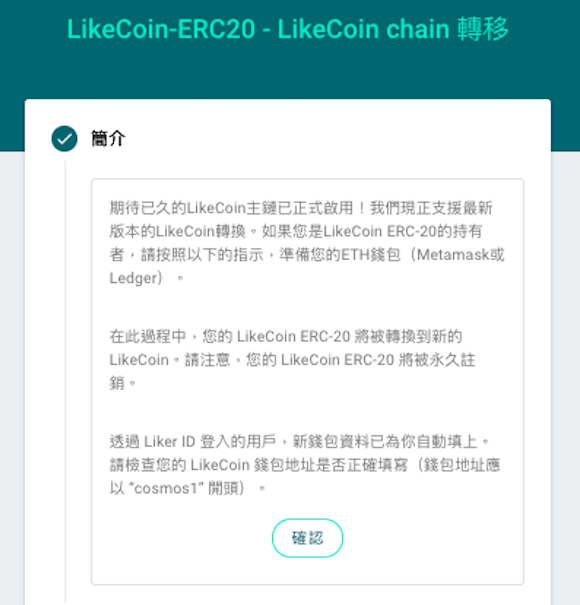 LikeCoin-ERC20 - LikeCoin chain 轉移
簡介
期待已久的LikeCoin主鏈已正式啟用！我們現正支援最新
版本的LikeCoin轉換。如果您是LikeCoin ERC-20的持有
者，請按照以下的指示，準備您的ETH錢包（Metamask或
Ledger）。
在此過程中，您的 LikeCoin ERC-20 將被轉換到新的
LikeCoin。請注意，您的 LikeCoin ERC-20 將被永久註
銷。
透過 Liker ID 登入的用戶，新錢包資料已為你自動填上。
請檢查您的 LikeCoin 錢包地址是否正確填寫（錢包地址應
以 “cosmos1” 開頭）。
確認